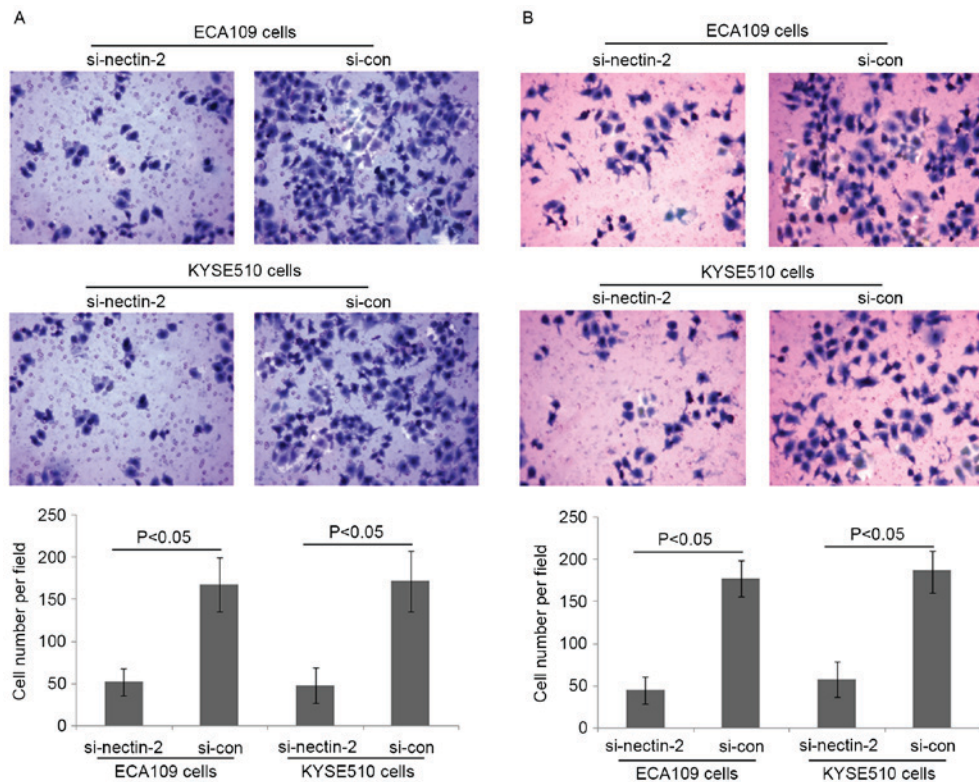 A
ECA109 cells
si-nectin-2 si-con
KYSE510 cells
si-nectin-2 si-con
250
200
150
100
50
0
Cell number per field
P<0.05 P<0.05
si-nectin-2 si-con si-nectin-2 si-con
ECA109 cells KYSE510 cells
B
ECA109 cells
si-nectin-2 si-con
KYSE510 cells
si-nectin-2 si-con
250
200
150
100
50
0
Cell number per field
P<0.05 P<0.05
si-nectin-2 si-con si-nectin-2 si-con
ECA109 cells KYSE510 cells